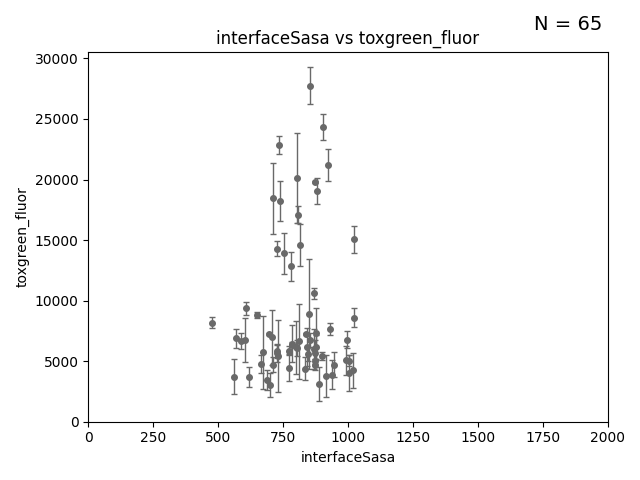 N = 65
interfaceSasa vs toxgreen_fluor
30000
25000
20000
15000
10000
5000
0
toxgreen_fluor
0 250 500 750 1000 1250 1500 1750 2000
interfaceSasa